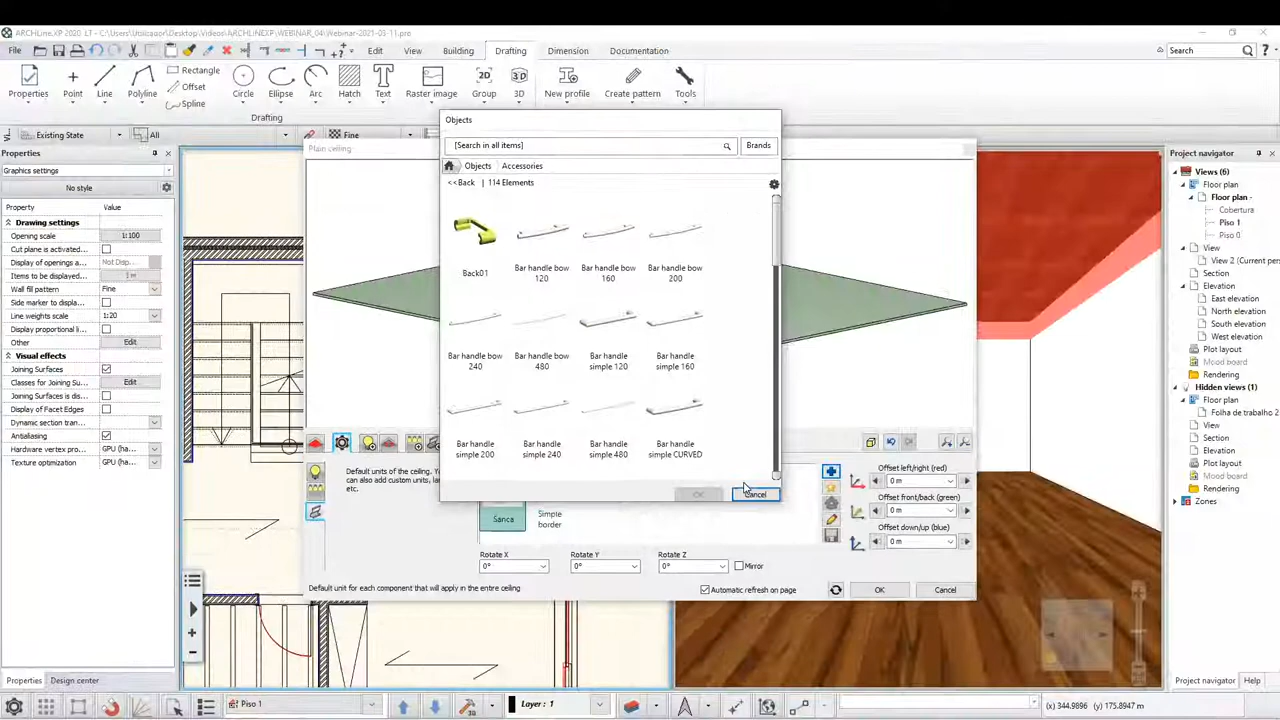 ARCHLine.XP 2020 LT - C:\Users\Utilizador\Desktop\Videos\ARCHLINEXP\WEBINAR_04\Webinar-2021-03-11.pro
File Edit View Building Drafting Dimension Documentation Search
Rectangle
Offset
Spline
Properties Point Line Polyline Circle Ellipse Arc Hatch Text Raster image Group 3D New profile Create pattern Tools
Drafting
Existing State All Fine
Properties
Graphics settings
No style
Property Value
Drawing settings
Opening scale 1:100
Cut plane is activated...
Display of openings a... Not Disp...
Items to be displayed...
Wall fill pattern Fine
Side marker to displa...
Line weights scale 1:20
Display proportional li...
Other Edit
Visual effects
Joining Surfaces
Classes for Joining Su... Edit
Joining Surfaces is di...
Display of Facet Edges
Dynamic section tran...
Antialiasing
Hardware vertex pro... GPU (ha...
Texture optimization GPU (ha...
Properties Design center
Plain ceiling
Objects
[Search in all items] Brands
Objects Accessories
<<Back | 114 Elements
Back01
Bar handle bow 120
Bar handle bow 160
Bar handle bow 200
Bar handle bow 240
Bar handle bow 480
Bar handle simple 120
Bar handle simple 160
Bar handle simple 200
Bar handle simple 240
Bar handle simple 480
Bar handle simple CURVED
OK Cancel
Default units of the ceiling. Y
can also add custom units, la
etc.
Sanca
Simple
border
Offset left/right (red)
0 m
Offset front/back (green)
0 m
Offset down/up (blue)
0 m
Rotate X Rotate Y Rotate Z
0° 0° 0° Mirror
Default unit for each component that will apply in the entire ceiling
Automatic refresh on page OK Cancel
Project navigator
Views (6)
Floor plan
Floor plan -
Cobertura
Piso 1
Piso 0
View
View 2 (Current pers
Section
Elevation
East elevation
North elevation
South elevation
West elevation
Plot layout
Mood board
Rendering
Hidden views (1)
Floor plan
Folha de trabalho 2
View
Section
Elevation
Plot layout
Mood board
Rendering
Zones
Project navigator Help
Piso 1 Layer : 1 (x) 344.9896 (y) 175.8947 m